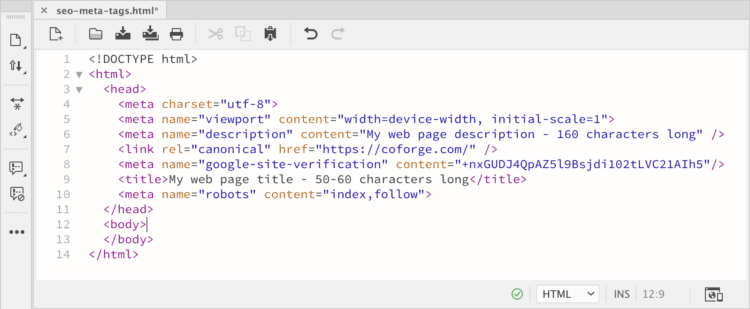 seo-meta-tags.html*
1 <!DOCTYPE html>
2 <html>
3 <head>
4 <meta charset="utf-8">
5 <meta name="viewport" content="width=device-width, initial-scale=1">
6 <meta name="description" content="My web page description - 160 characters long" />
7 <link rel="canonical" href="https://coforge.com/" />
8 <meta name="google-site-verification" content="+nxGUDJ4QpAZ5l9Bsjdi102tLVC21AIh5"/>
9 <title>My web page title - 50-60 characters long</title>
10 <meta name="robots" content="index,follow">
11 </head>
12 <body>
13 </body>
14 </html>
HTML INS 12:9